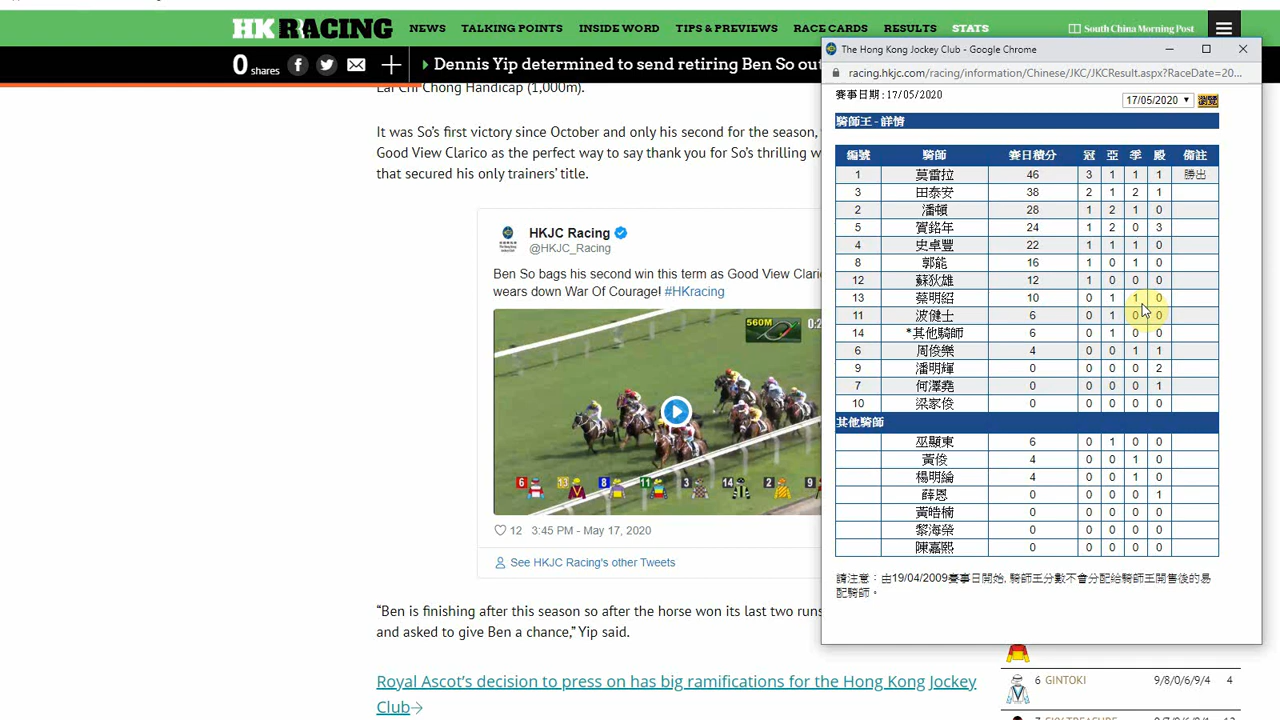 HK RACING
NEWS TALKING POINTS INSIDE WORD TIPS & PREVIEWS RACE CARDS RESULTS STATS South China Morning Post
0 shares
Dennis Yip determined to send retiring Ben So out
Lai Chi Chong Handicap (1,000m).
It was So's first victory since October and only his second for the season,
Good View Clarico as the perfect way to say thank you for So's thrilling w
that secured his only trainers' title.
HKJC Racing
@HKJC_Racing
Ben So bags his second win this term as Good View Clari
wears down War Of Courage! #HKracing
560M
0:2
6 13 8 11 3 14 2 9
12 3:45 PM - May 17, 2020
See HKJC Racing's other Tweets
“Ben is finishing after this season so after the horse won its last two runs
and asked to give Ben a chance,” Yip said.
Royal Ascot's decision to press on has big ramifications for the Hong Kong Jockey
Club→
The Hong Kong Jockey Club - Google Chrome
racing.hkjc.com/racing/information/Chinese/JKC/JKCResult.aspx?RaceDate=20...
賽事日期 : 17/05/2020
17/05/2020 瀏覽
騎師王 - 詳情
編號 騎師 賽日積分 冠 亞 季 殿 備註
1 莫雷拉 46 3 1 1 1 勝出
3 田泰安 38 2 1 2 1
2 潘頓 28 1 2 1 0
5 賀銘年 24 1 2 0 3
4 史卓豐 22 1 1 1 0
8 郭能 16 1 0 1 0
12 蘇狄雄 12 1 0 0 0
13 蔡明紹 10 0 1 1 0
11 波健士 6 0 1 0 0
14 *其他騎師 6 0 1 0 0
6 周俊樂 4 0 0 1 1
9 潘明輝 0 0 0 0 2
7 何澤堯 0 0 0 0 1
10 梁家俊 0 0 0 0 0
其他騎師
巫顯東 6 0 1 0 0
黃俊 4 0 0 1 0
楊明綸 4 0 0 1 0
薛恩 0 0 0 0 1
黃皓楠 0 0 0 0 0
黎海榮 0 0 0 0 0
陳嘉熙 0 0 0 0 0
請注意 : 由19/04/2009賽事日開始, 騎師王分數不會分配給騎師王開售後的易
配騎師。
6 GINTOKI 9/8/0/6/9/4 4